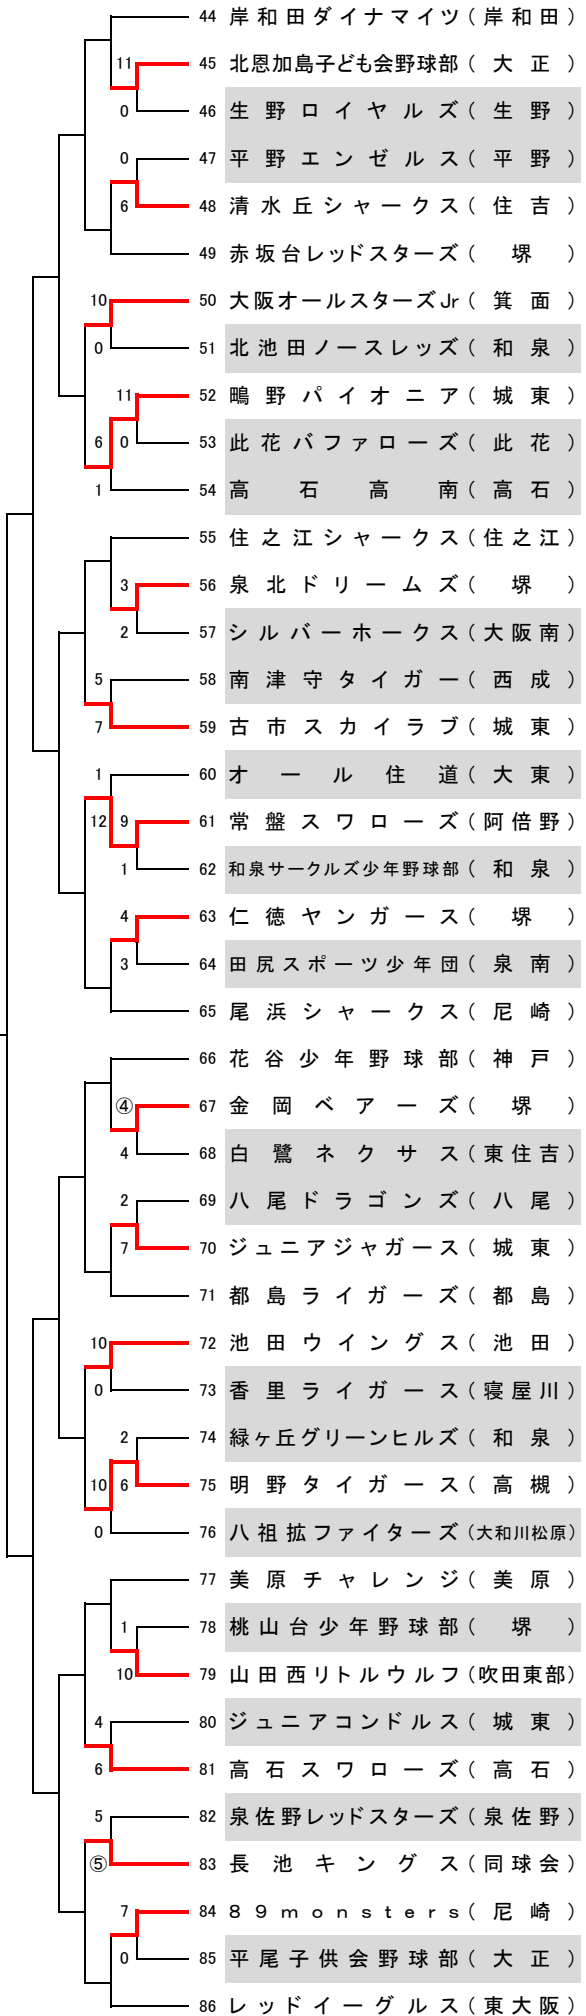 44 岸和田ダイナマイツ(岸和田)
11 45 北恩加島子ども会野球部(大正)
0 46 生野ロイヤルズ(生野)
0 47 平野エンゼルス(平野)
6 48 清水丘シャークス(住吉)
49 赤坂台レッドスターズ(堺)
10 50 大阪オールスターズJr(箕面)
0 51 北池田ノースレッズ(和泉)
11 52 鴫野パイオニア(城東)
6 0 53 此花バファローズ(此花)
1 54 高石高南(高石)
55 住之江シャークス(住之江)
3 56 泉北ドリームズ(堺)
2 57 シルバーホークス(大阪南)
5 58 南津守タイガー(西成)
7 59 古市スカイラブ(城東)
1 60 オール住道(大東)
12 9 61 常盤スワローズ(阿倍野)
1 62 和泉サークルズ少年野球部(和泉)
4 63 仁徳ヤンガース(堺)
3 64 田尻スポーツ少年団(泉南)
65 尾浜シャークス(尼崎)
66 花谷少年野球部(神戸)
④ 67 金岡ベアーズ(堺)
4 68 白鷺ネクサス(東住吉)
2 69 八尾ドラゴンズ(八尾)
7 70 ジュニアジャガース(城東)
71 都島ライガーズ(都島)
10 72 池田ウイングス(池田)
0 73 香里ライガース(寝屋川)
2 74 緑ヶ丘グリーンヒルズ(和泉)
10 6 75 明野タイガース(高槻)
0 76 八祖拡ファイターズ(大和川松原)
77 美原チャレンジ(美原)
1 78 桃山台少年野球部(堺)
10 79 山田西リトルウルフ(吹田東部)
4 80 ジュニアコンドルス(城東)
6 81 高石スワローズ(高石)
5 82 泉佐野レッドスターズ(泉佐野)
⑤ 83 長池キングス(同球会)
7 84 89monsters(尼崎)
0 85 平尾子供会野球部(大正)
86 レッドイーグルス(東大阪)